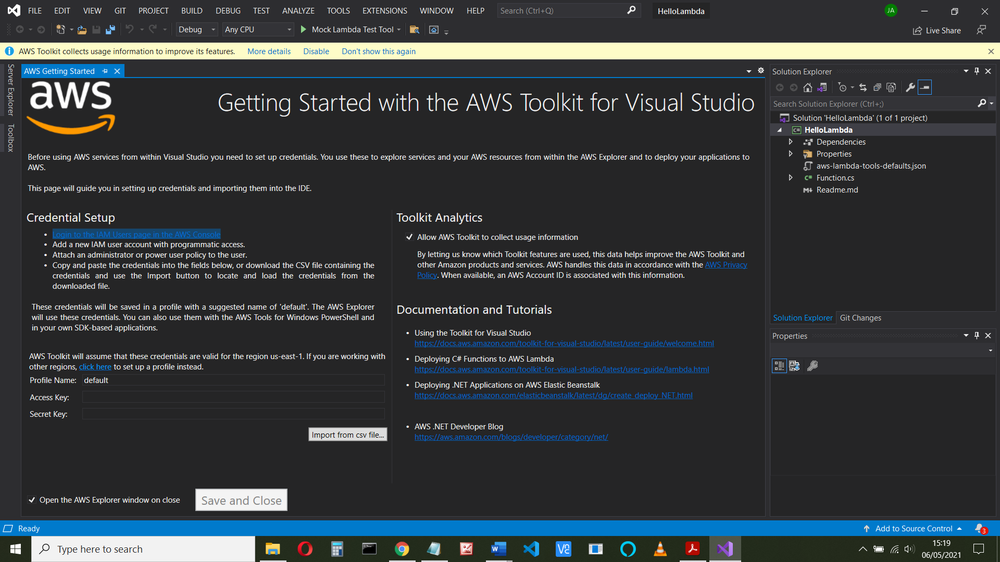 FILE EDIT VIEW GIT PROJECT BUILD DEBUG TEST ANALYZE TOOLS EXTENSIONS WINDOW HELP Search (Ctrl+Q) HelloLambda JA
Debug Any CPU Mock Lambda Test Tool Live Share
AWS Toolkit collects usage information to improve its features. More details Disable Don't show this again
Server Explorer
Toolbox
AWS Getting Started
aws
Getting Started with the AWS Toolkit for Visual Studio
Before using AWS services from within Visual Studio you need to set up credentials. You use these to explore services and your AWS resources from within the AWS Explorer and to deploy your applications to
AWS.
This page will guide you in setting up credentials and importing them into the IDE.
Credential Setup
• Login to the IAM Users page in the AWS Console
• Add a new IAM user account with programmatic access.
• Attach an administrator or power user policy to the user.
• Copy and paste the credentials into the fields below, or download the CSV file containing the
credentials and use the Import button to locate and load the credentials from the
downloaded file.
These credentials will be saved in a profile with a suggested name of 'default'. The AWS Explorer
will use these credentials. You can also use them with the AWS Tools for Windows PowerShell and
in your own SDK-based applications.
AWS Toolkit will assume that these credentials are valid for the region us-east-1. If you are working with
other regions, click here to set up a profile instead.
Profile Name: default
Access Key:
Secret Key:
Import from csv file...
Open the AWS Explorer window on close
Save and Close
Toolkit Analytics
Allow AWS Toolkit to collect usage information
By letting us know which Toolkit features are used, this data helps improve the AWS Toolkit and
other Amazon products and services. AWS handles this data in accordance with the AWS Privacy
Policy. When available, an AWS Account ID is associated with this information.
Documentation and Tutorials
• Using the Toolkit for Visual Studio
https://docs.aws.amazon.com/toolkit-for-visual-studio/latest/user-guide/welcome.html
• Deploying C# Functions to AWS Lambda
https://docs.aws.amazon.com/toolkit-for-visual-studio/latest/user-guide/lambda.html
• Deploying .NET Applications on AWS Elastic Beanstalk
https://docs.aws.amazon.com/elasticbeanstalk/latest/dg/create_deploy_NET.html
• AWS .NET Developer Blog
https://aws.amazon.com/blogs/developer/category/net/
Solution Explorer
Search Solution Explorer (Ctrl+;)
Solution 'HelloLambda' (1 of 1 project)
C# HelloLambda
Dependencies
Properties
aws-lambda-tools-defaults.json
C# Function.cs
Readme.md
Solution Explorer Git Changes
Properties
Ready Add to Source Control 3
Type here to search 15:19
06/05/2021